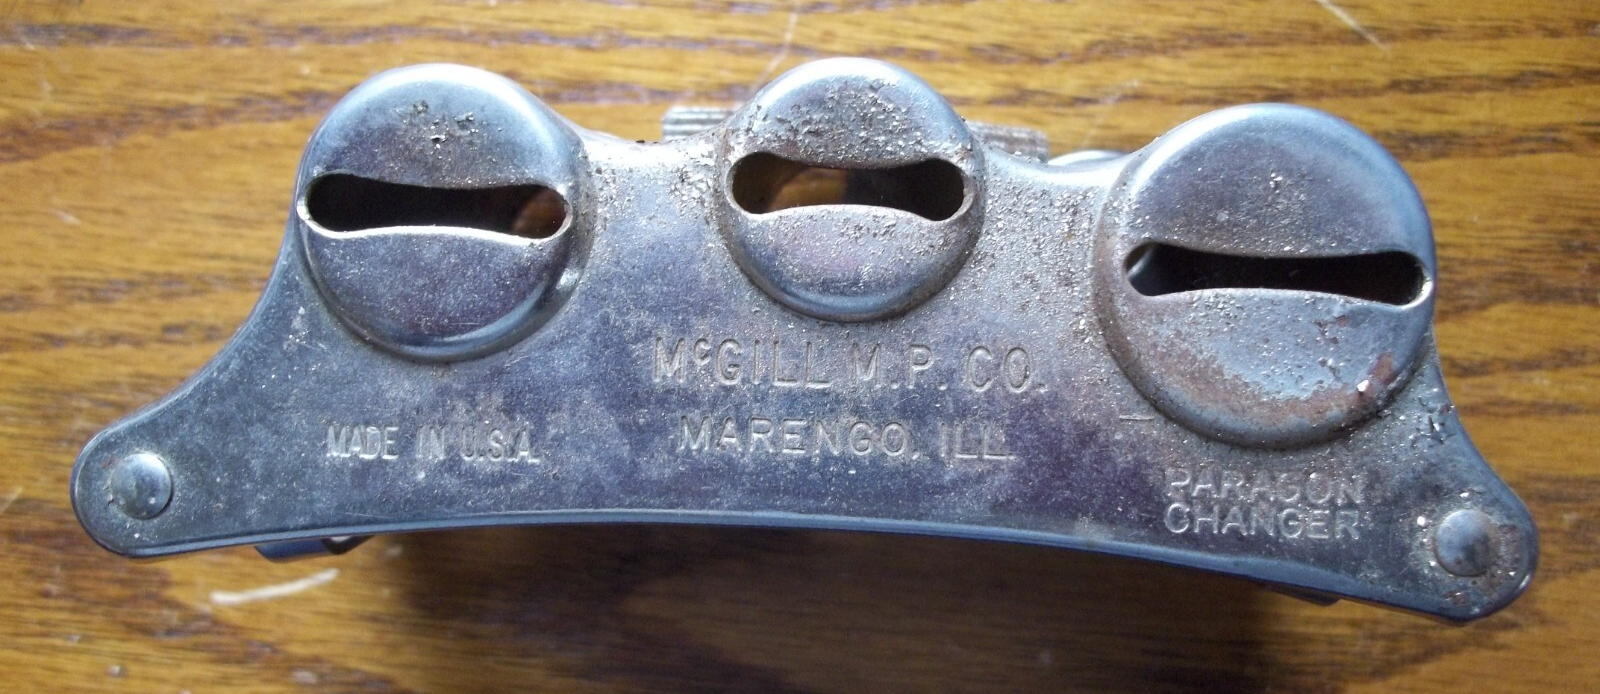 McGILL M.P. CO.
MARENGO, ILL.
MADE IN U.S.A.
PARAGON
CHANGER